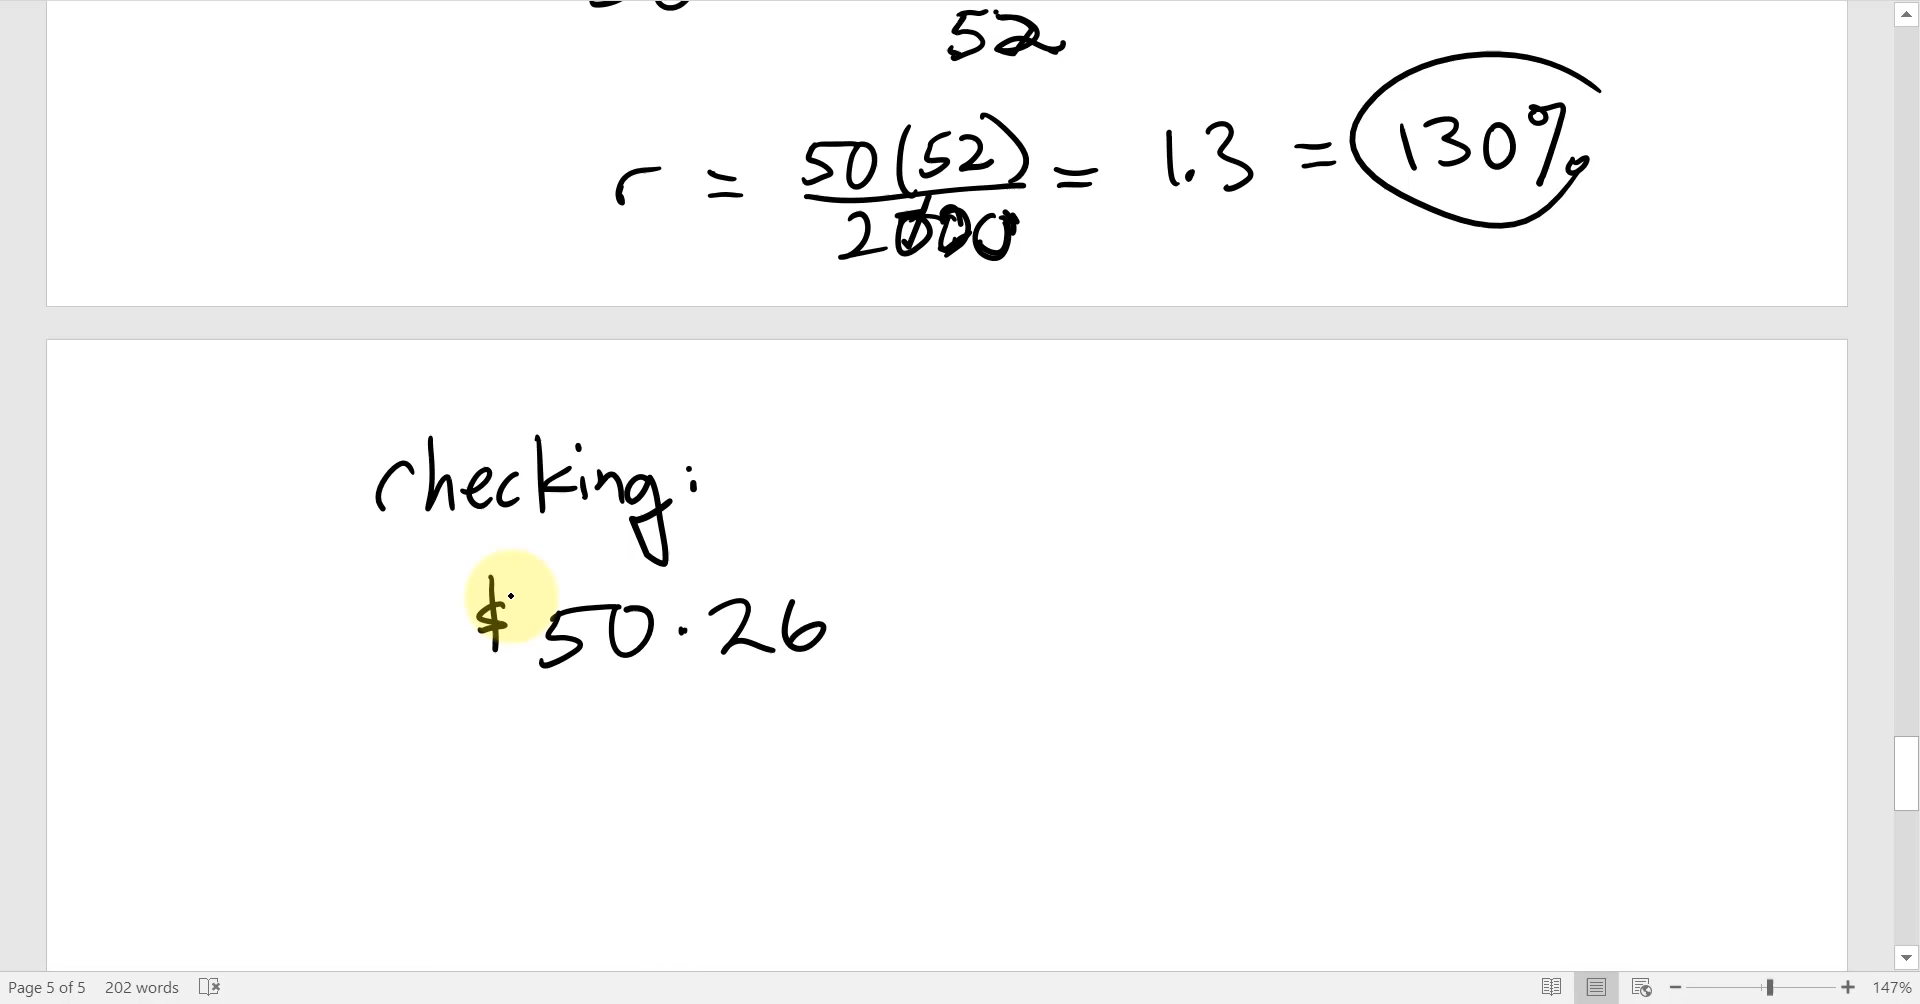 52
r = 50(52)/2000 = 1.3 = 130%
checking:
$50·26
Page 5 of 5 202 words 147%